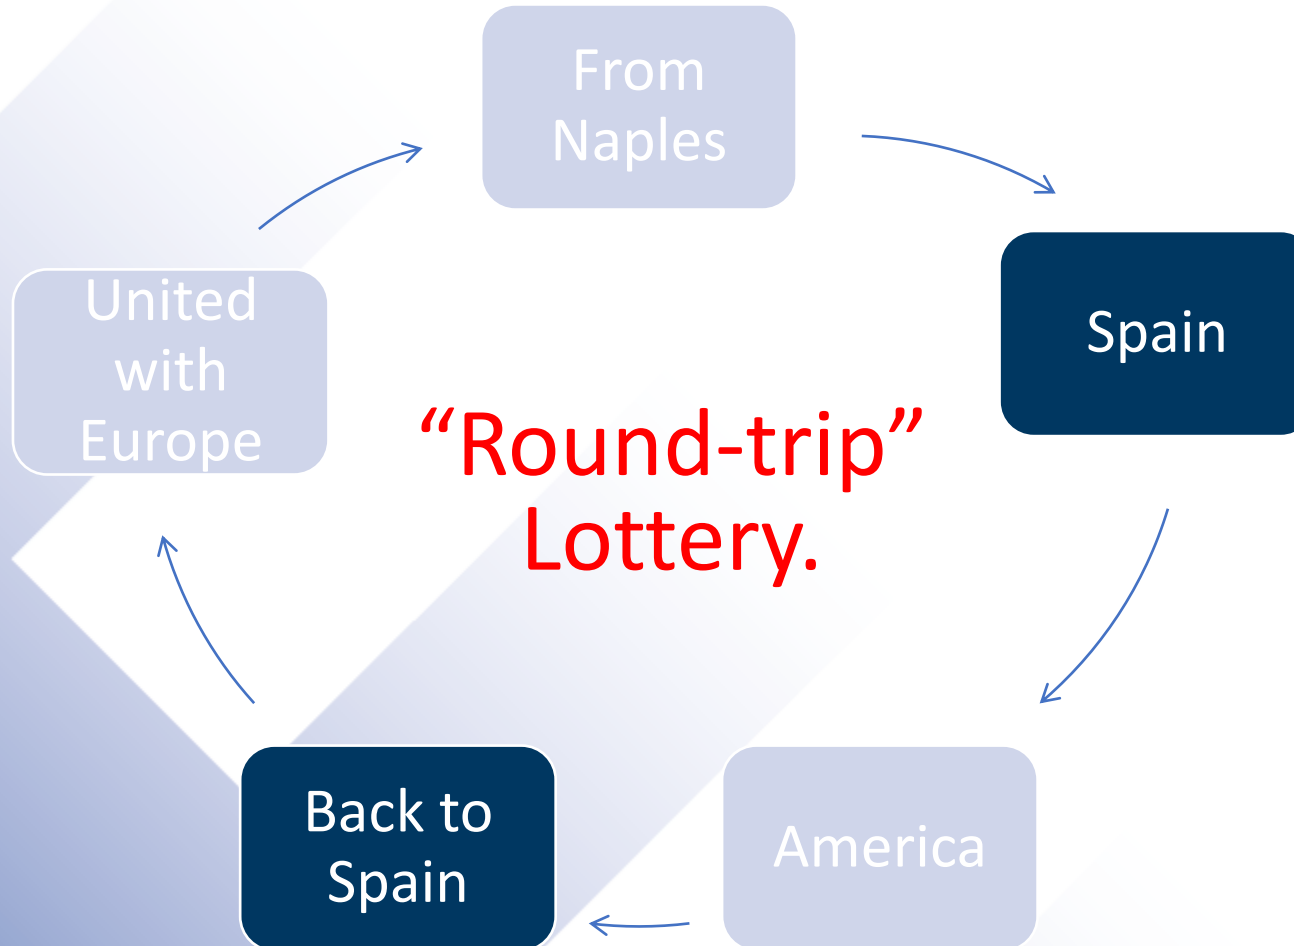 From
Naples
Spain
America
Back to
Spain
United
with
Europe
“Round-trip”
Lottery.